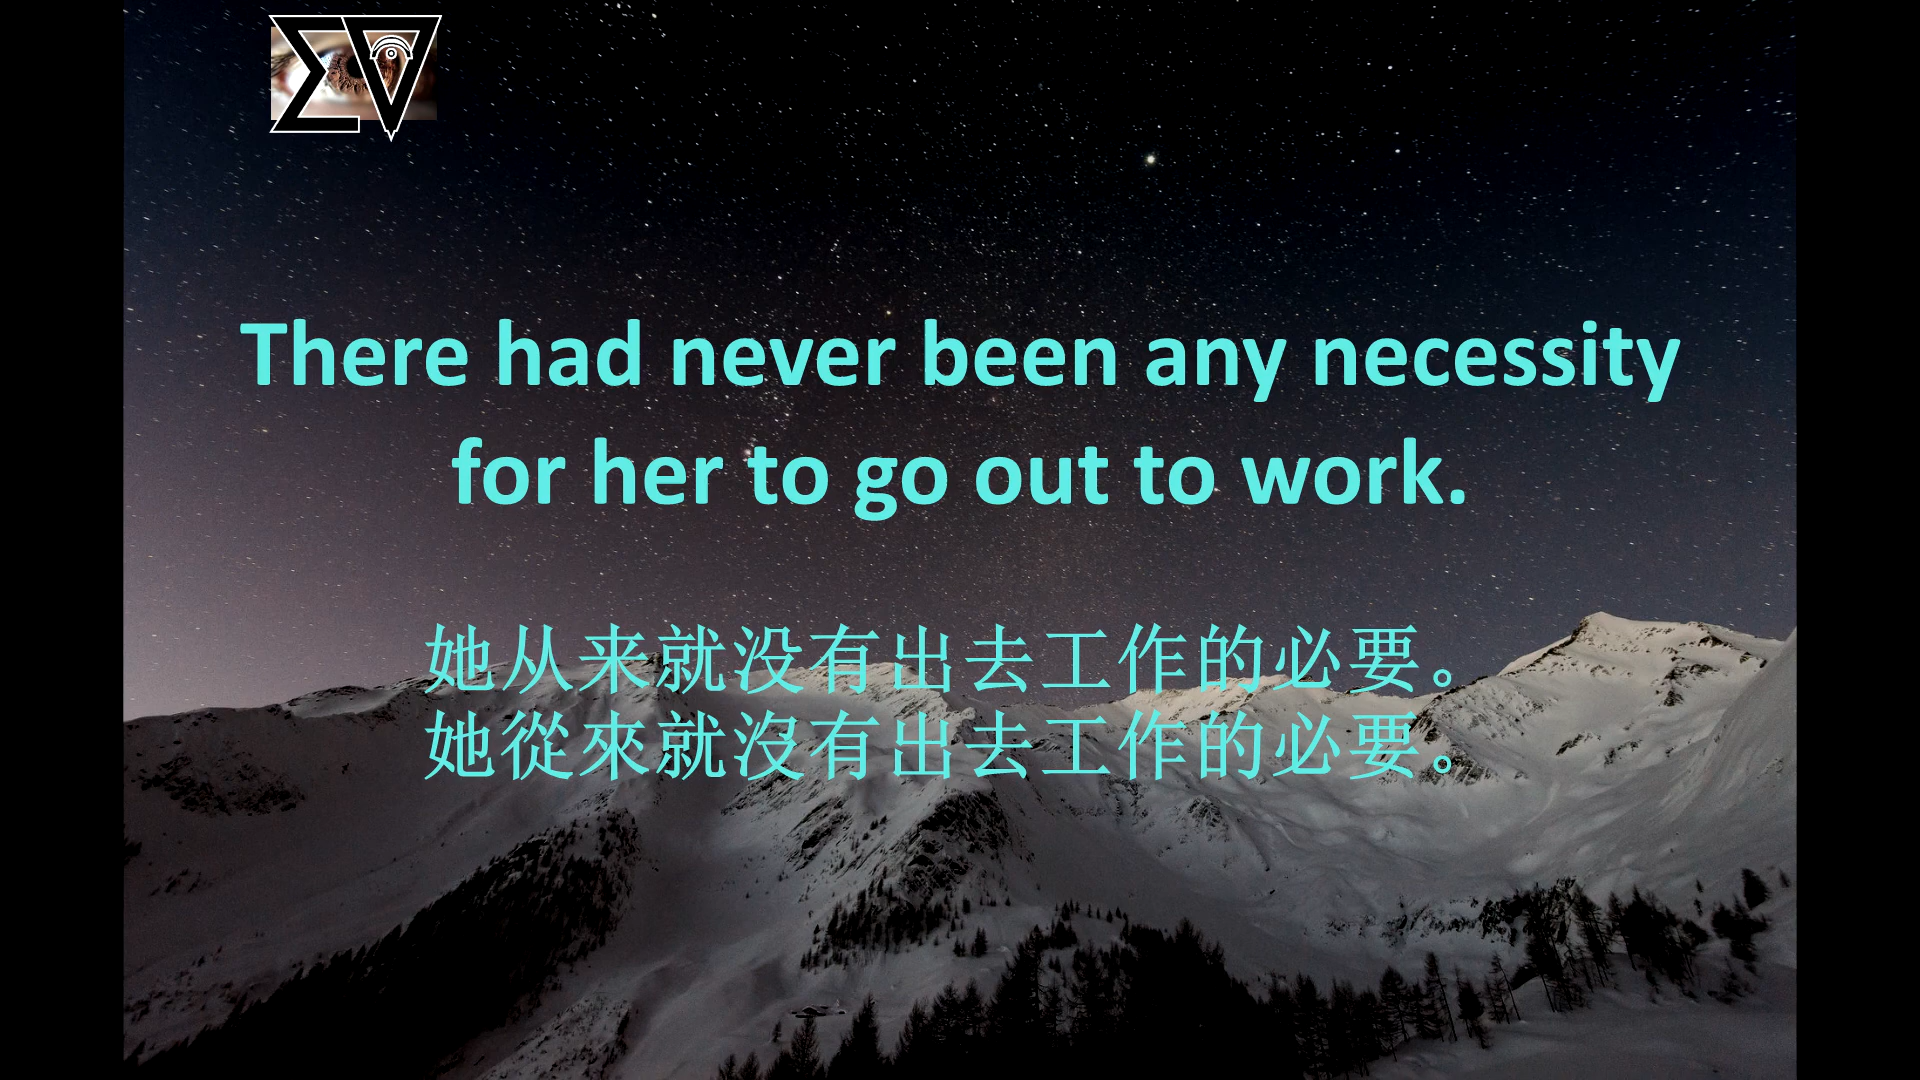 There had never been any necessity
for her to go out to work.
她从来就没有出去工作的必要。
她從來就沒有出去工作的必要。